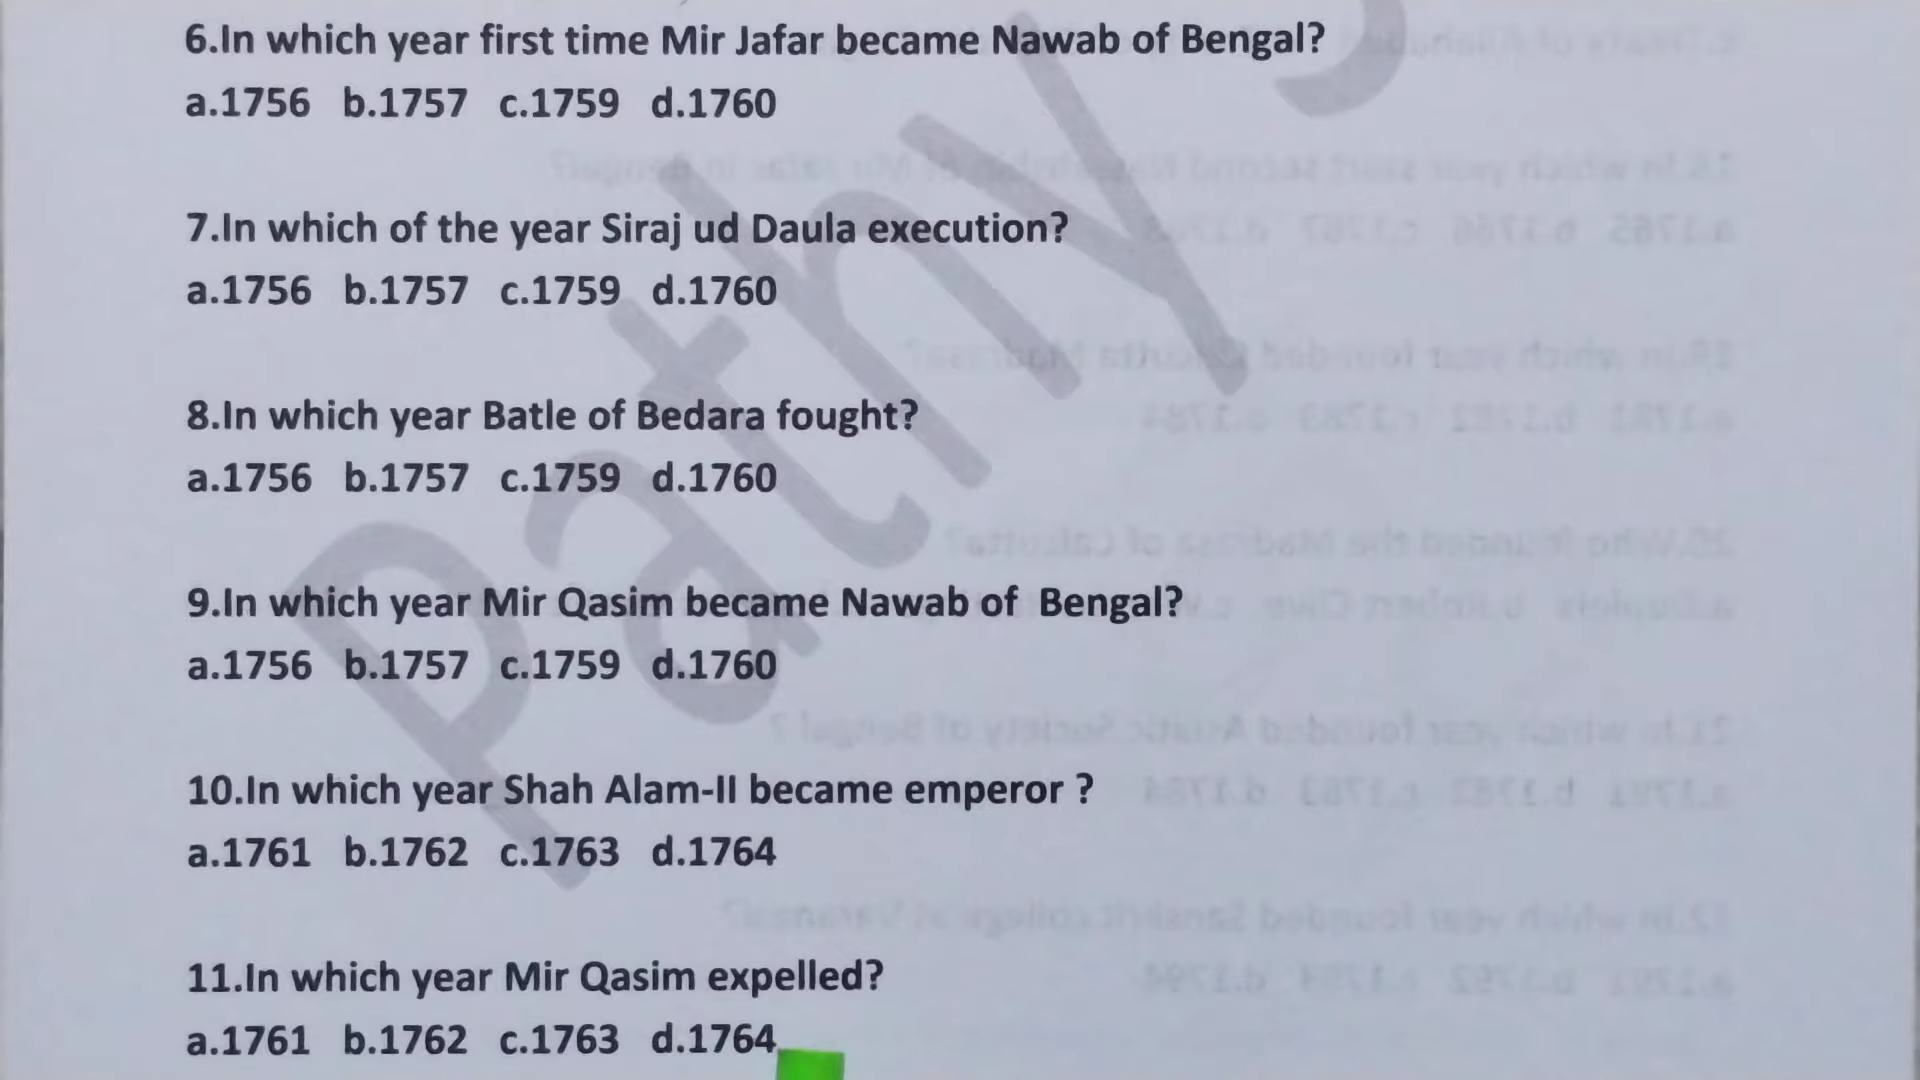 6.In which year first time Mir Jafar became Nawab of Bengal?
a.1756 b.1757 c.1759 d.1760
7.In which of the year Siraj ud Daula execution?
a.1756 b.1757 c.1759 d.1760
8.In which year Batle of Bedara fought?
a.1756 b.1757 c.1759 d.1760
9.In which year Mir Qasim became Nawab of Bengal?
a.1756 b.1757 c.1759 d.1760
10.In which year Shah Alam-II became emperor ?
a.1761 b.1762 c.1763 d.1764
11.In which year Mir Qasim expelled?
a.1761 b.1762 c.1763 d.1764
Pathy